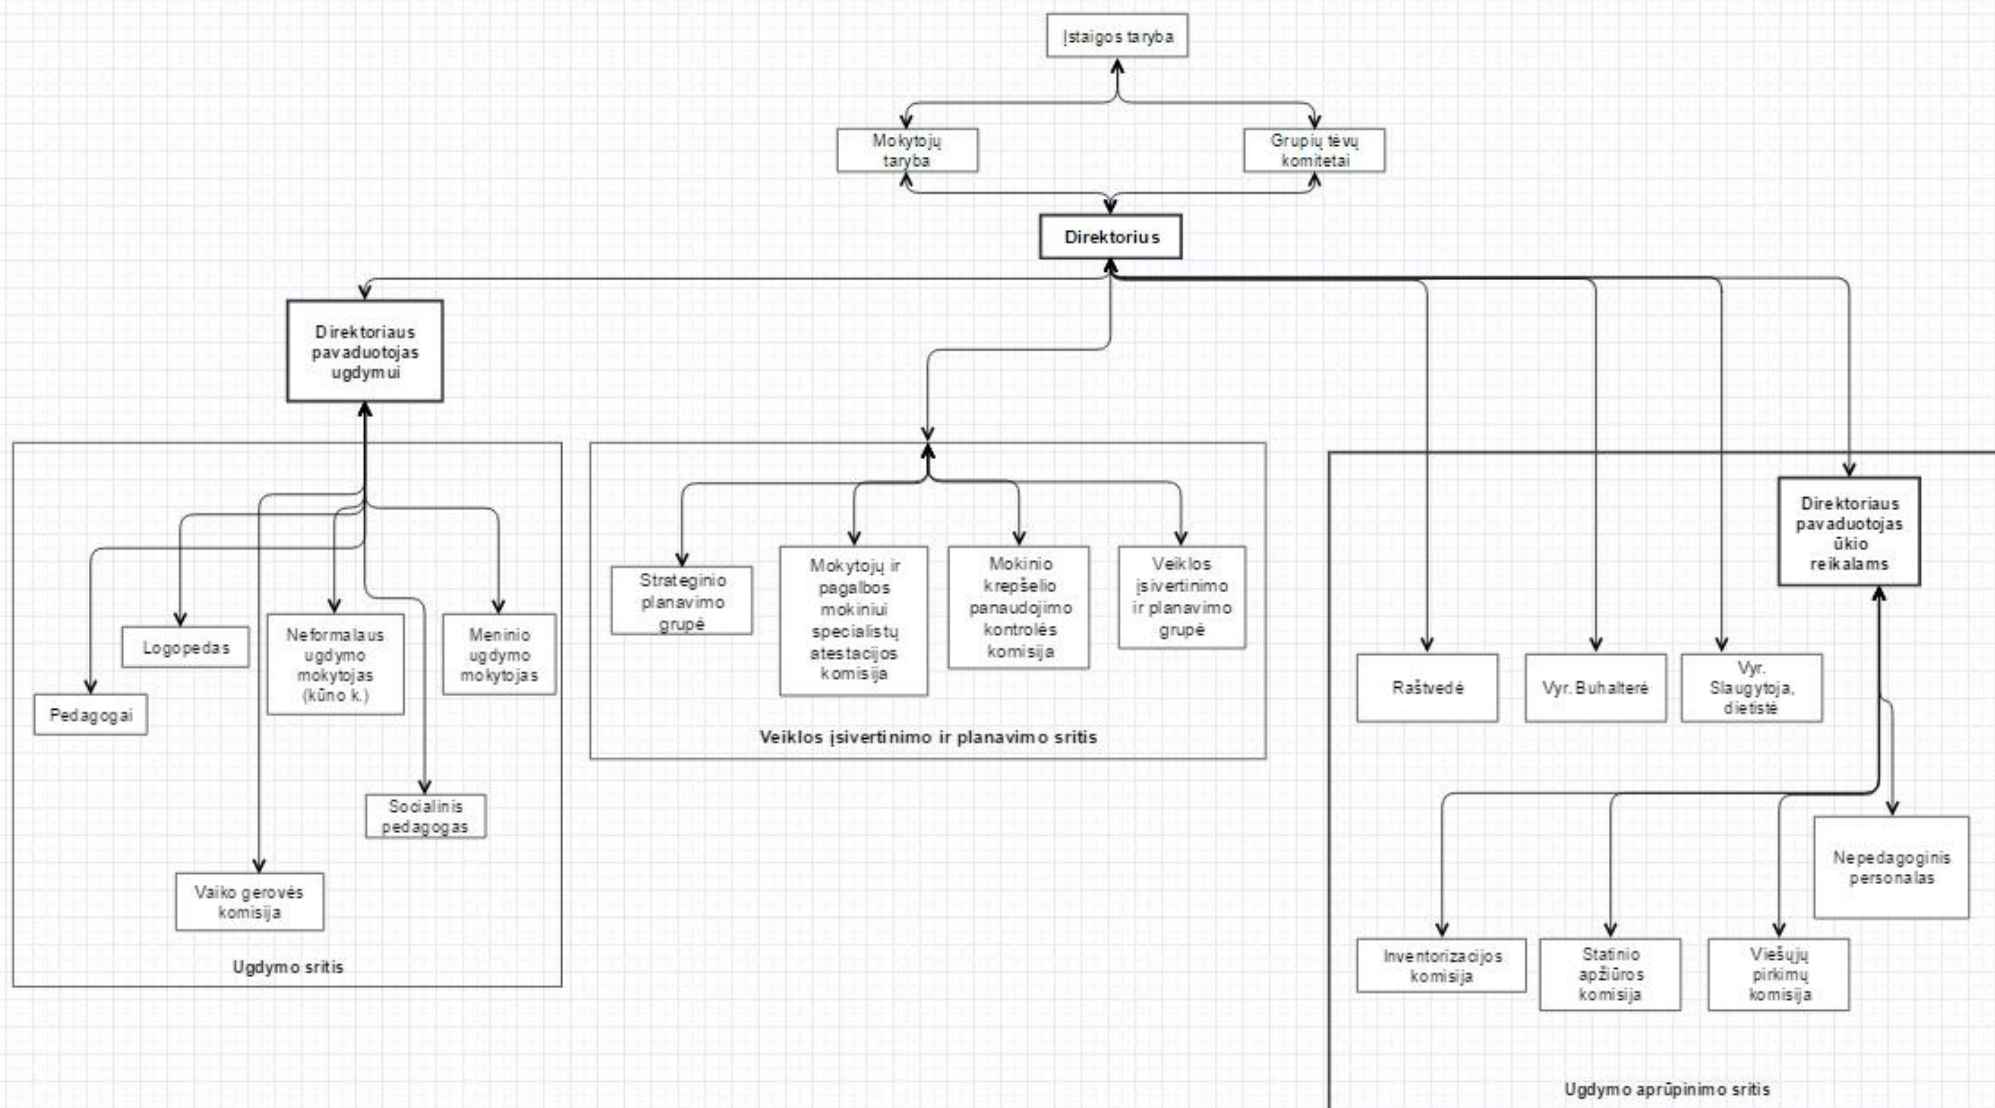 Įstaigos taryba
Mokytojų
taryba
Grupių tėvų
komitetai
Direktorius
Direktoriaus
pavaduotojas
ugdymui
Direktoriaus
pavaduotojas
ūkio
reikalams
Strateginio
planavimo
grupė
Mokytojų ir
pagalbos
mokiniui
specialistų
atestacijos
komisija
Mokinio
krepšelio
panaudojimo
kontrolės
komisija
Veiklos
įsivertinimo
ir planavimo
grupė
Logopedas
Neformalaus
ugdymo
mokytojas
(kūno k.)
Meninio
ugdymo
mokytojas
Pedagogai
Raštvedė
Vyr. Buhalterė
Vyr.
Slaugytoja,
dietistė
Veiklos įsivertinimo ir planavimo sritis
Socialinis
pedagogas
Nepedagoginis
personalas
Vaiko gerovės
komisija
Inventorizacijos
komisija
Statinio
apžiūros
komisija
Viešųjų
pirkimų
komisija
Ugdymo sritis
Ugdymo aprūpinimo sritis